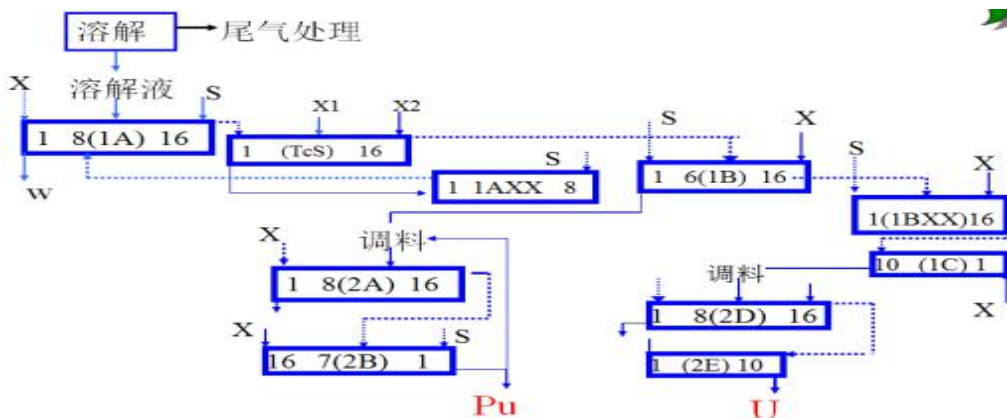 溶解
尾气处理
X
溶解液
S
X1
X2
S
X
1 8(1A) 16
1 (TcS) 16
S
S
X
w
1 1AXX 8
1 6(1B) 16
1(1BXX)16
X
调料
调料
10 (1C) 1
1 8(2A) 16
X
1 8(2D) 16
X
S
16 7(2B) 1
1 (2E) 10
Pu
U